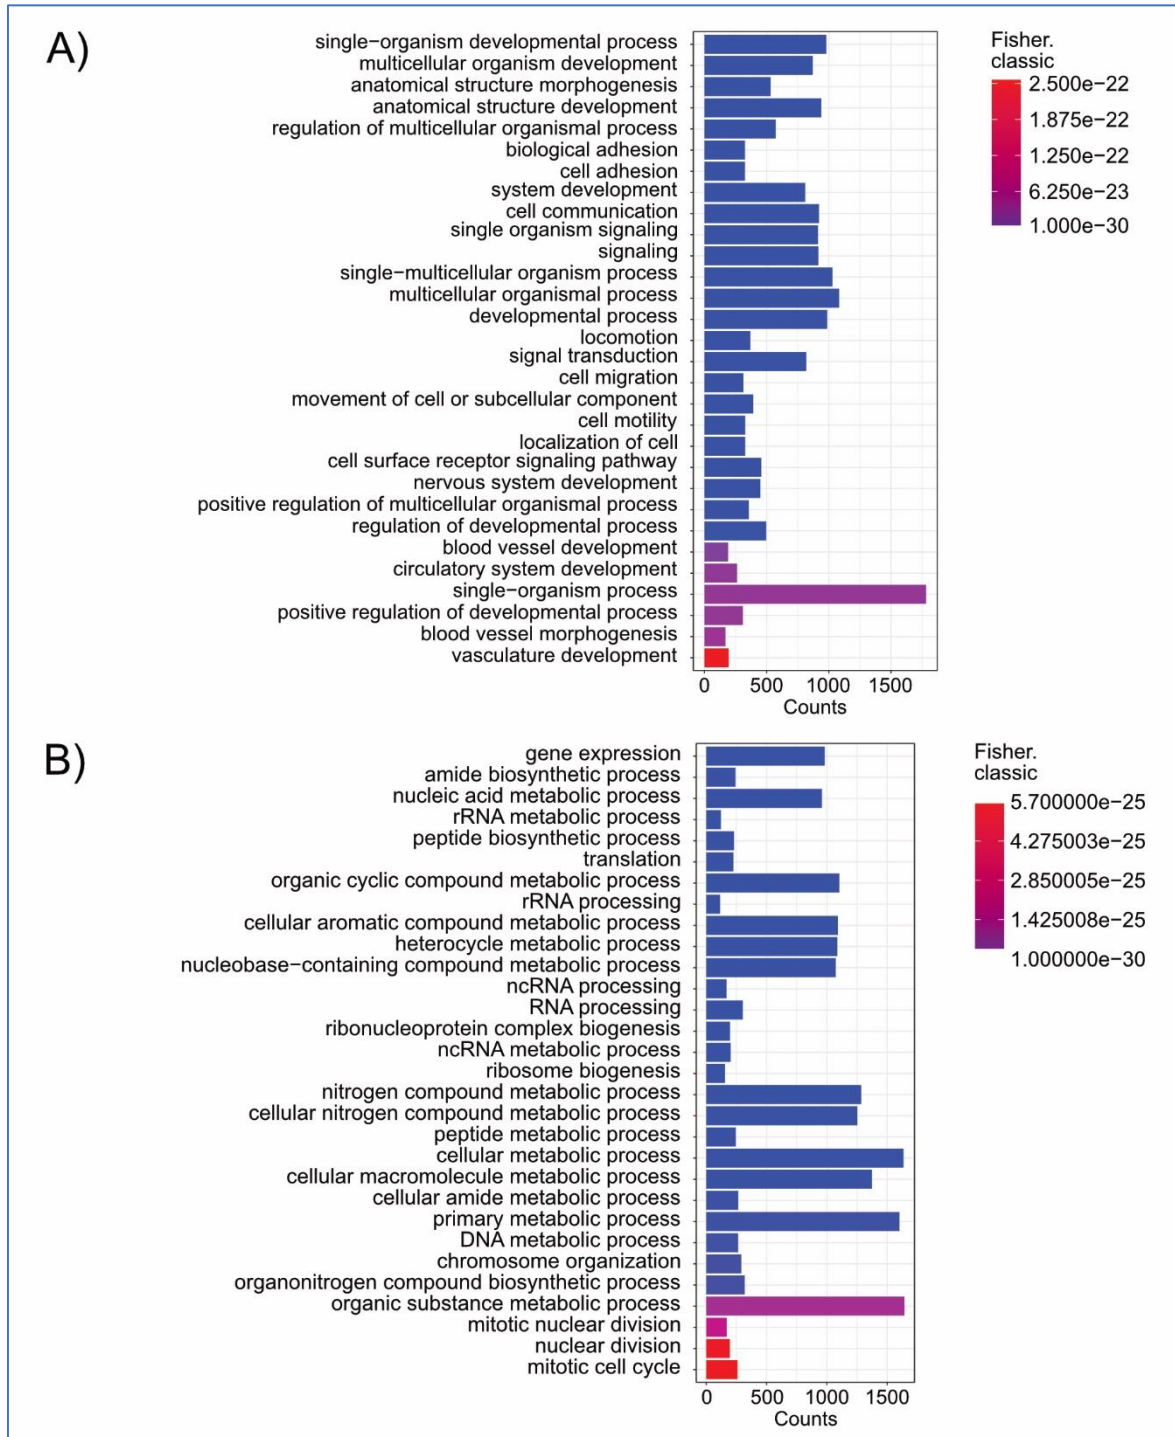 A)
single−organism developmental process
multicellular organism development
anatomical structure morphogenesis
anatomical structure development
regulation of multicellular organismal process
biological adhesion
cell adhesion
system development
cell communication
single organism signaling
signaling
single−multicellular organism process
multicellular organismal process
developmental process
locomotion
signal transduction
cell migration
movement of cell or subcellular component
cell motility
localization of cell
cell surface receptor signaling pathway
nervous system development
positive regulation of multicellular organismal process
regulation of developmental process
blood vessel development
circulatory system development
single−organism process
positive regulation of developmental process
blood vessel morphogenesis
vasculature development
0 500 1000 1500
Counts
Fisher.
classic
2.500e−22
1.875e−22
1.250e−22
6.250e−23
1.000e−30
B)
gene expression
amide biosynthetic process
nucleic acid metabolic process
rRNA metabolic process
peptide biosynthetic process
translation
organic cyclic compound metabolic process
rRNA processing
cellular aromatic compound metabolic process
heterocycle metabolic process
nucleobase−containing compound metabolic process
ncRNA processing
RNA processing
ribonucleoprotein complex biogenesis
ncRNA metabolic process
ribosome biogenesis
nitrogen compound metabolic process
cellular nitrogen compound metabolic process
peptide metabolic process
cellular metabolic process
cellular macromolecule metabolic process
cellular amide metabolic process
primary metabolic process
DNA metabolic process
chromosome organization
organonitrogen compound biosynthetic process
organic substance metabolic process
mitotic nuclear division
nuclear division
mitotic cell cycle
0 500 1000 1500
Counts
Fisher.
classic
5.700000e−25
4.275003e−25
2.850005e−25
1.425008e−25
1.000000e−30